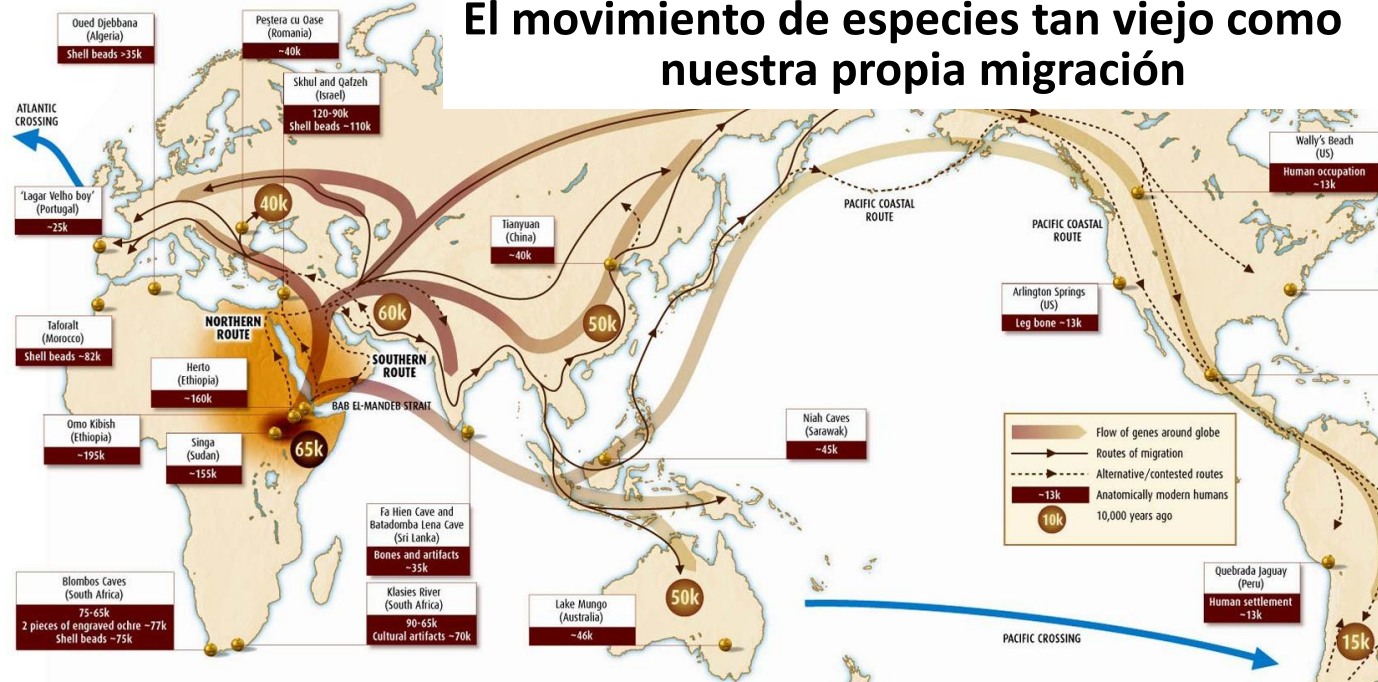 El movimiento de especies tan viejo como
nuestra propia migración
Oued Djebbana
(Algeria)
Shell beads >35k
Peştera cu Oase
(Romania)
~40k
Skhul and Qafzeh
(Israel)
120-90k
Shell beads ~110k
ATLANTIC
CROSSING
'Lagar Velho boy'
(Portugal)
~25k
40k
Tianyuan
(China)
~40k
PACIFIC COASTAL
ROUTE
PACIFIC COASTAL
ROUTE
Wally's Beach
(US)
Human occupation
~13k
Arlington Springs
(US)
Leg bone ~13k
Taforalt
(Morocco)
Shell beads ~82k
NORTHERN
ROUTE
60k
50k
SOUTHERN
ROUTE
Herto
(Ethiopia)
~160k
BAB EL-MANDEB STRAIT
Omo Kibish
(Ethiopia)
~195k
Singa
(Sudan)
~155k
65k
Niah Caves
(Sarawak)
~45k
Flow of genes around globe
Routes of migration
Alternative/contested routes
~13k
Anatomically modern humans
10k
10,000 years ago
Fa Hien Cave and
Batadomba Lena Cave
(Sri Lanka)
Bones and artifacts
~35k
Blombos Caves
(South Africa)
75-65k
2 pieces of engraved ochre ~77k
Shell beads ~75k
Klasies River
(South Africa)
90-65k
Cultural artifacts ~70k
Lake Mungo
(Australia)
~46k
50k
PACIFIC CROSSING
Quebrada Jaguay
(Peru)
Human settlement
~13k
15k